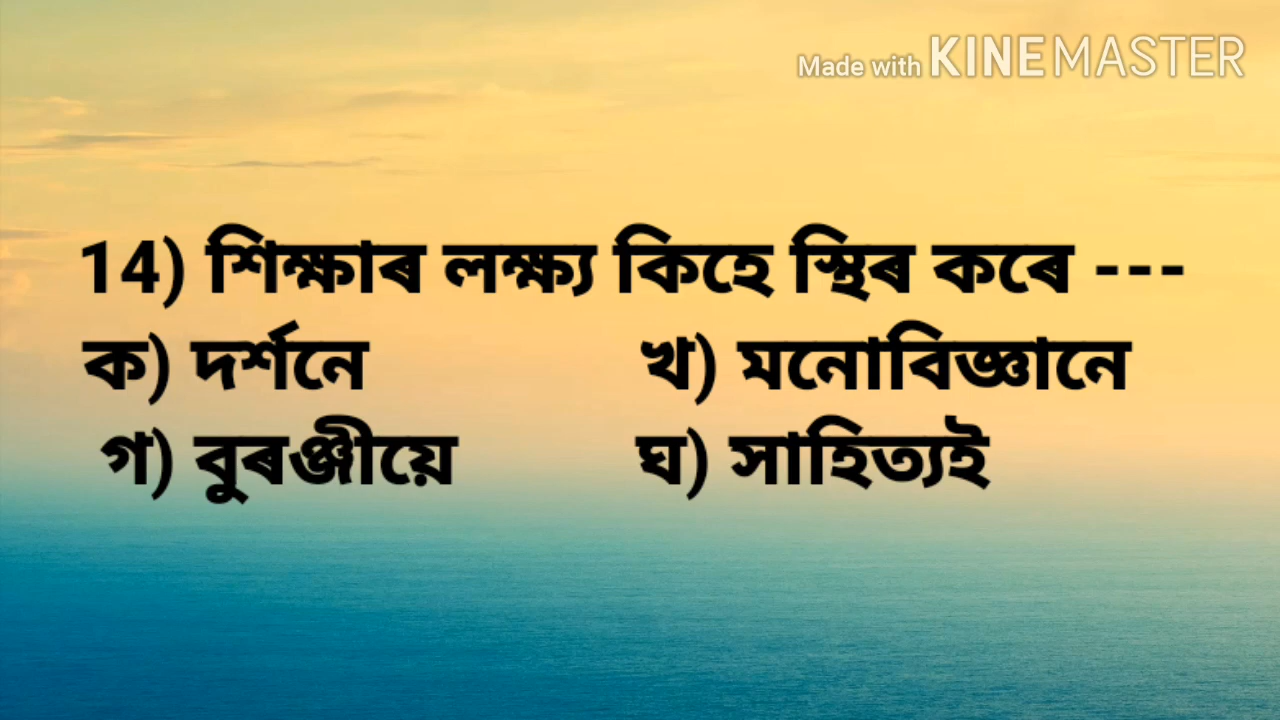 Made with KINEMASTER
14) শিক্ষাৰ লক্ষ্য কিহে স্থিৰ কৰে ---
ক) দৰ্শনে খ) মনোবিজ্ঞানে
গ) বুৰঞ্জীয়ে ঘ) সাহিত্যই